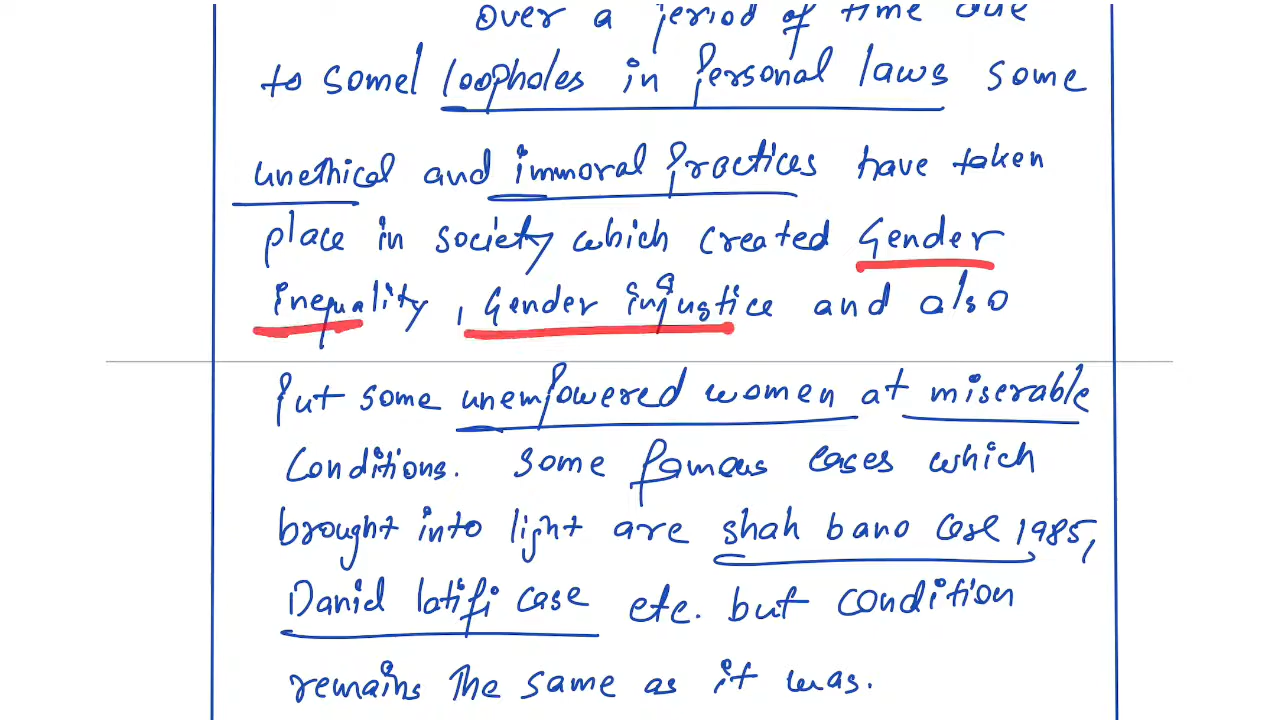 over a period of time due
to somel loopholes in personal laws some
unethical and immoral practices have taken
place in society which created Gender
inequality, Gender injustice and also
put some unempowered women at miserable
Conditions. Some famous cases which
brought into light are shah bano case 1985,
Daniel latifi case etc. but condition
remains the same as it was.